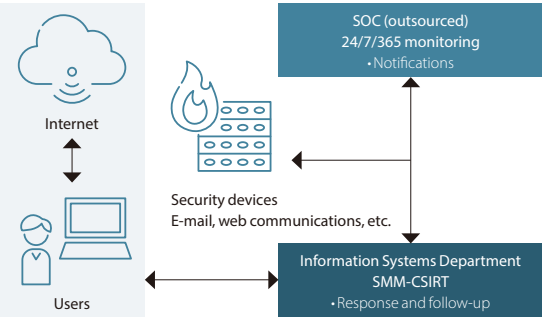 Internet
Users
Security devices
E-mail, web communications, etc.
SOC (outsourced)
24/7/365 monitoring
・Notifications
Information Systems Department
SMM-CSIRT
・Response and follow-up